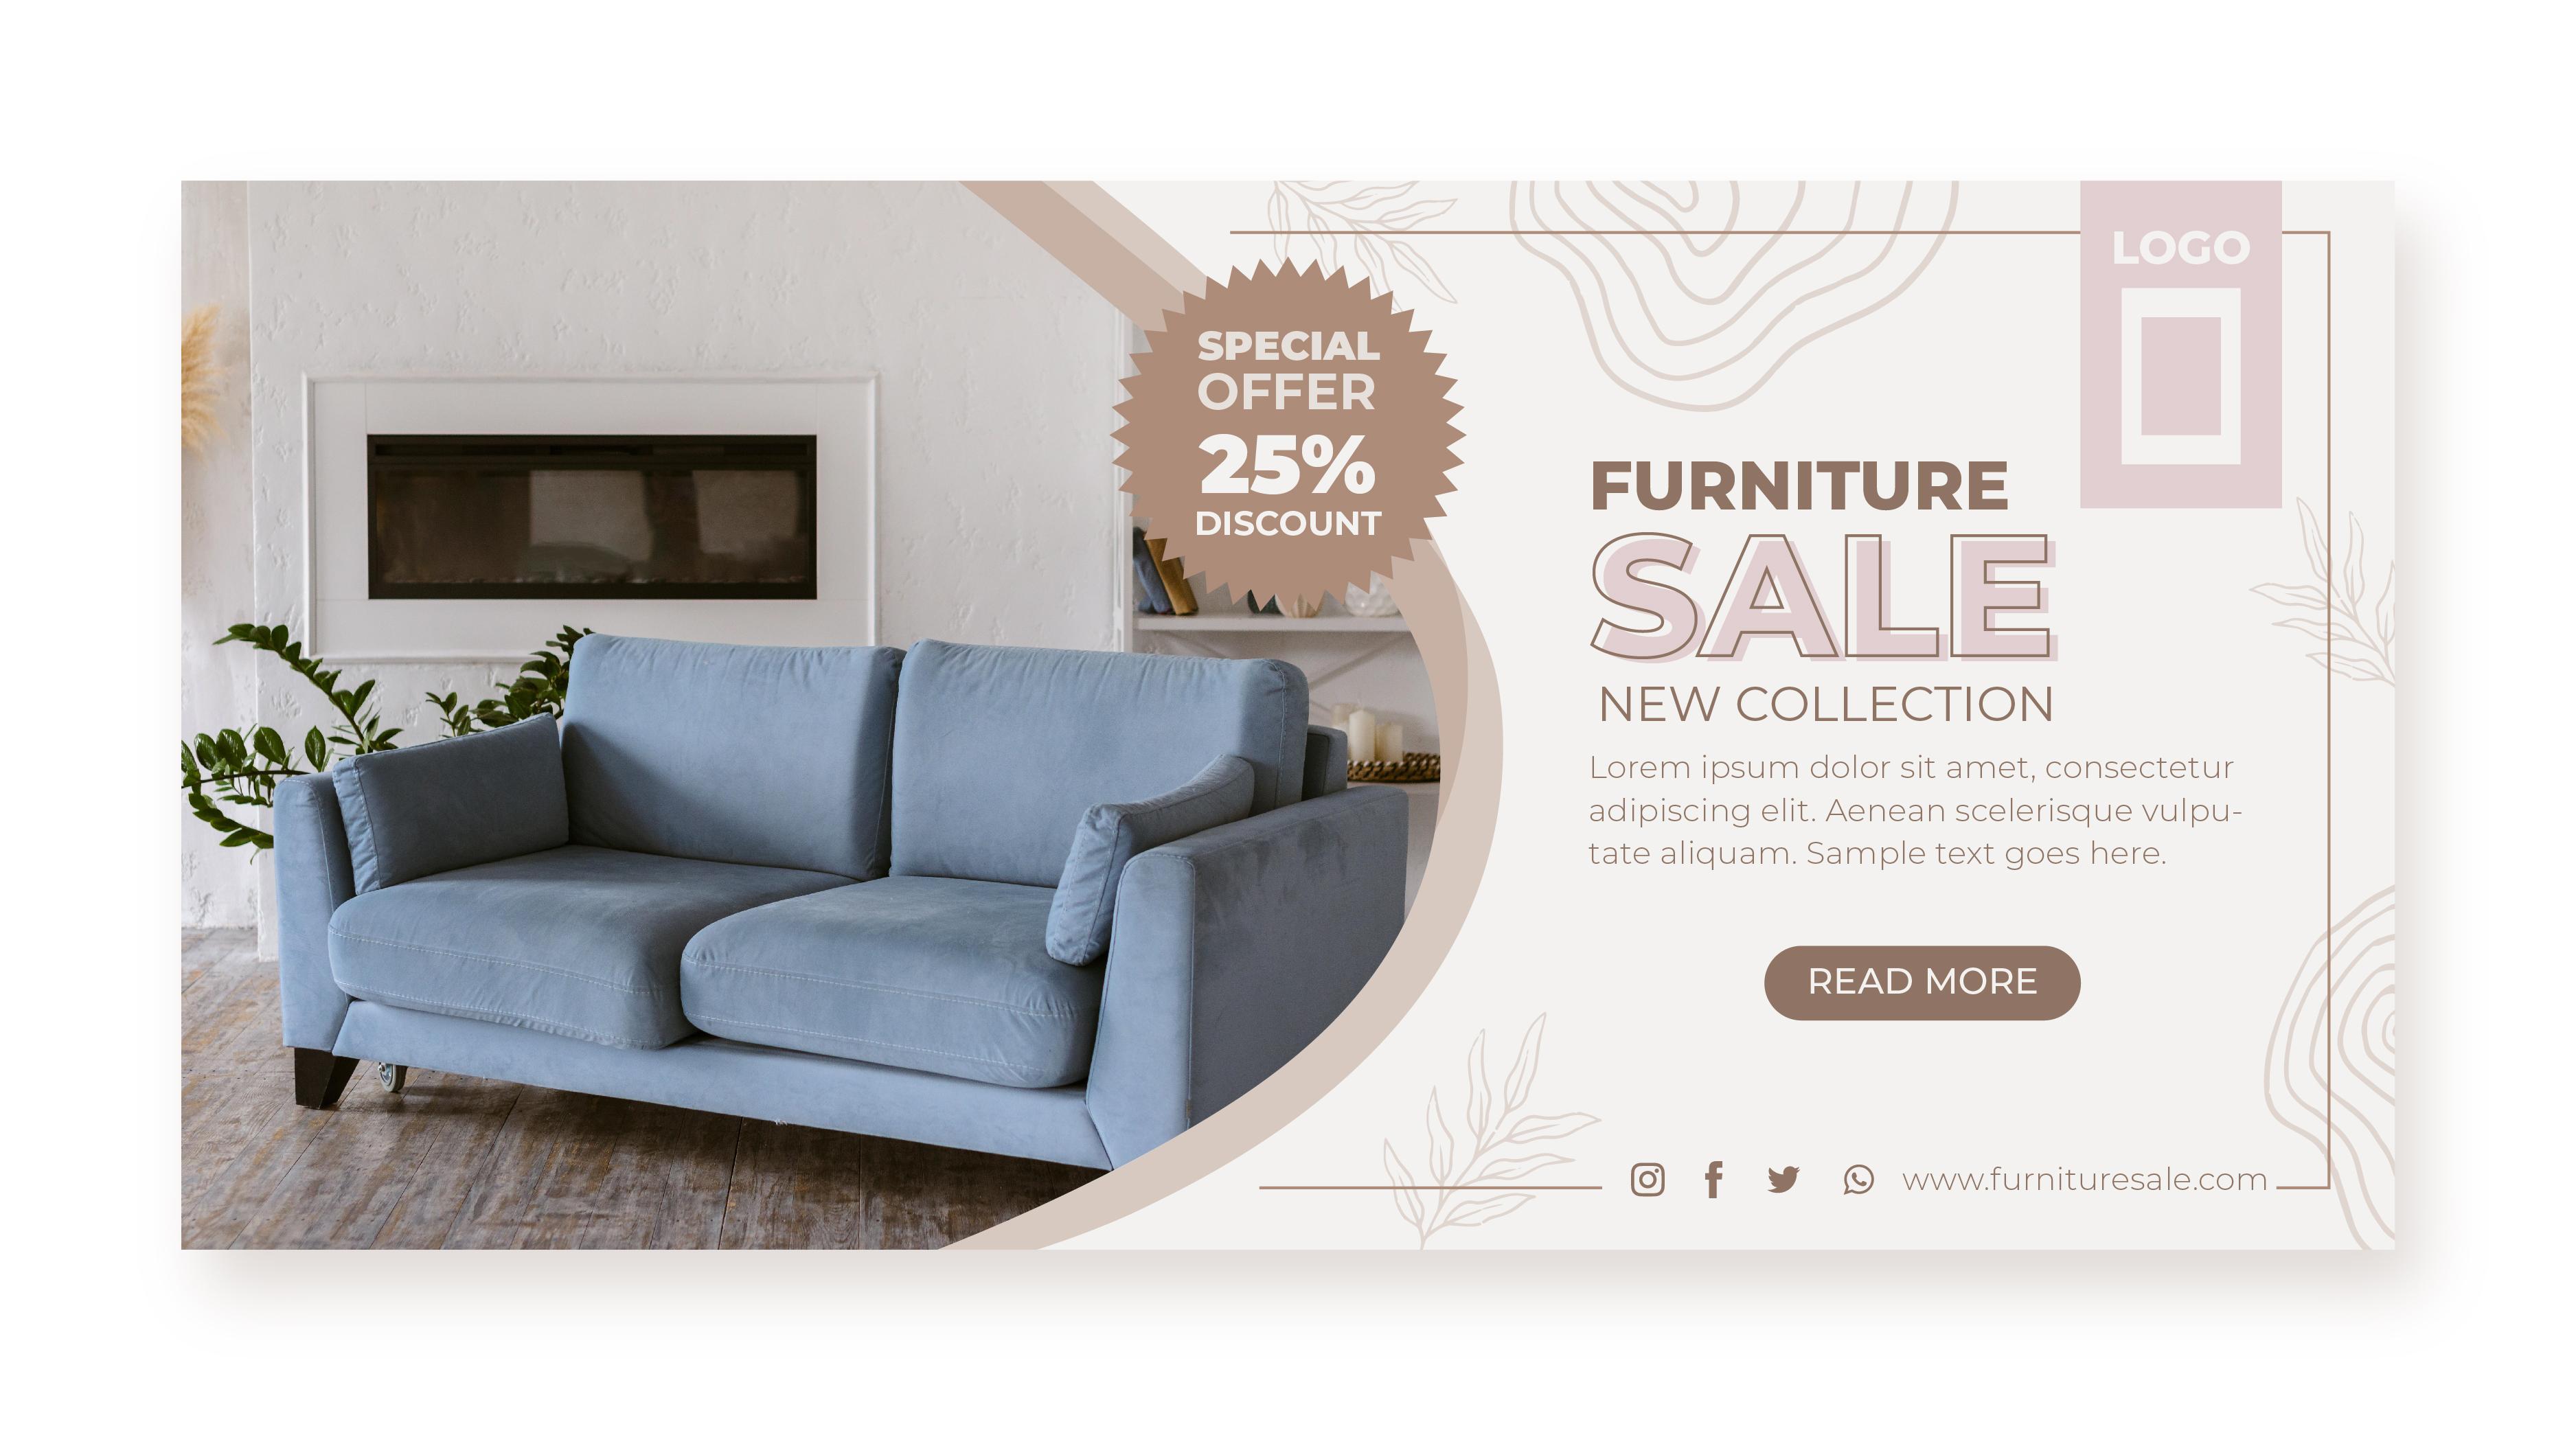 SPECIAL
OFFER
25%
DISCOUNT
LOGO
FURNITURE
SALE
NEW COLLECTION
Lorem ipsum dolor sit amet, consectetur
adipiscing elit. Aenean scelerisque vulpu-
tate aliquam. Sample text goes here.
READ MORE
www.furnituresale.com